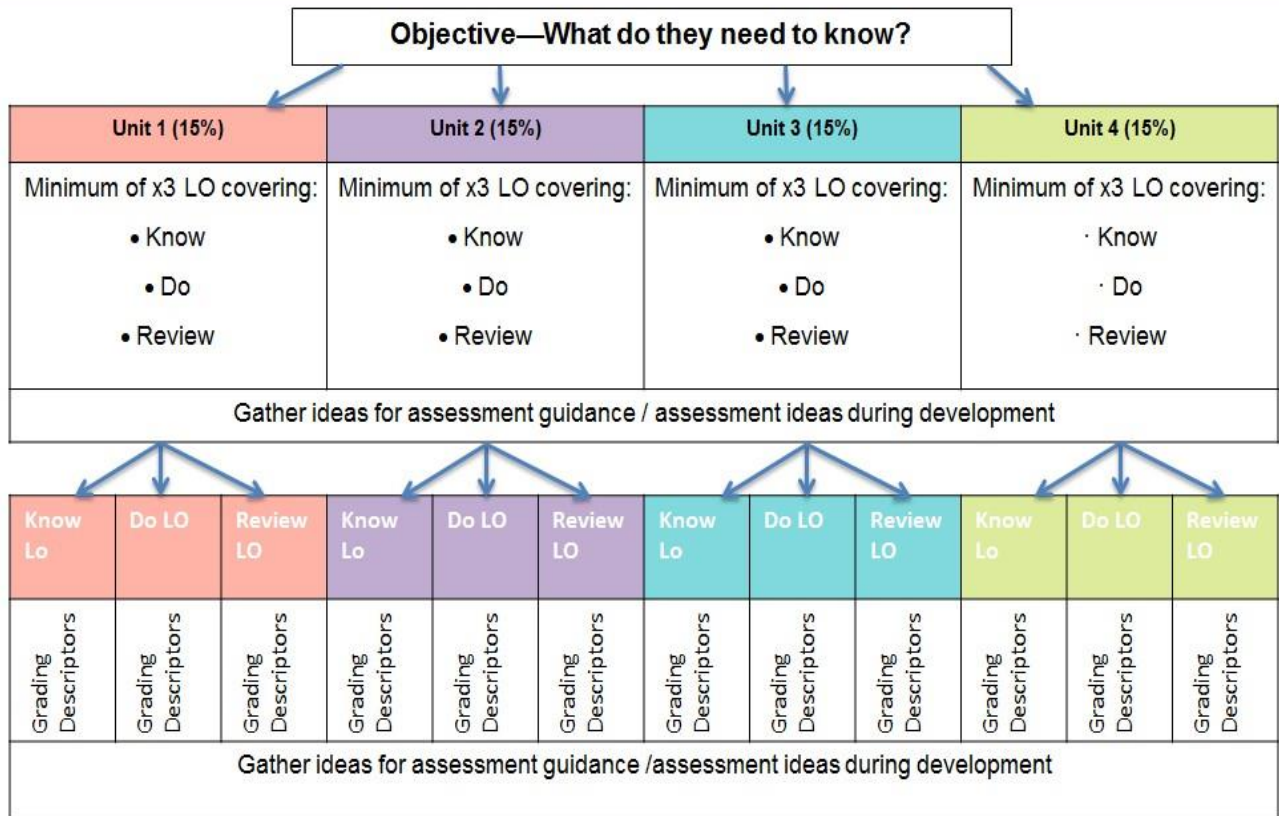 Objective—What do they need to know?
Unit 1 (15%)
Unit 2 (15%)
Unit 3 (15%)
Unit 4 (15%)
Minimum of x3 LO covering:
• Know
• Do
• Review
Minimum of x3 LO covering:
• Know
• Do
• Review
Minimum of x3 LO covering:
• Know
• Do
• Review
Minimum of x3 LO covering:
· Know
· Do
· Review
Gather ideas for assessment guidance / assessment ideas during development
Know
Lo
Do LO
Review
LO
Know
Lo
Do LO
Review
LO
Know
Lo
Do LO
Review
LO
Know
Lo
Do LO
Review
LO
Grading
Descriptors
Grading
Descriptors
Grading
Descriptors
Grading
Descriptors
Grading
Descriptors
Grading
Descriptors
Grading
Descriptors
Grading
Descriptors
Grading
Descriptors
Grading
Descriptors
Grading
Descriptors
Grading
Descriptors
Gather ideas for assessment guidance /assessment ideas during development